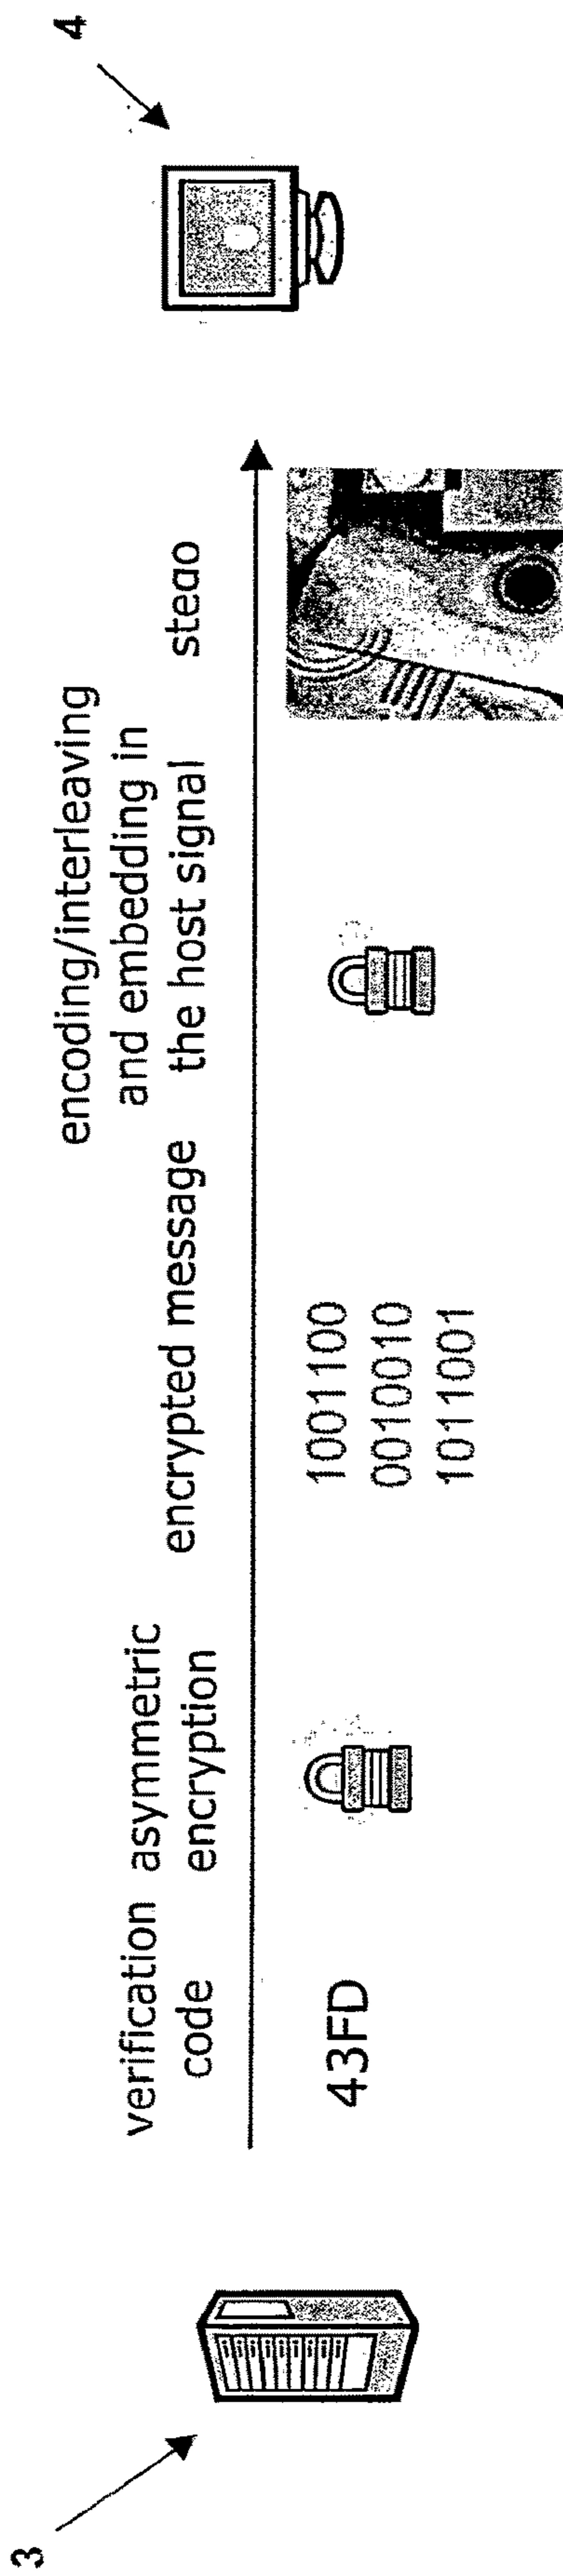 3
verification
code
43FD
asymmetric
encryption
encrypted message
1001100
0010010
1011001
encoding/interleaving
and embedding in
the host signal
stego
4